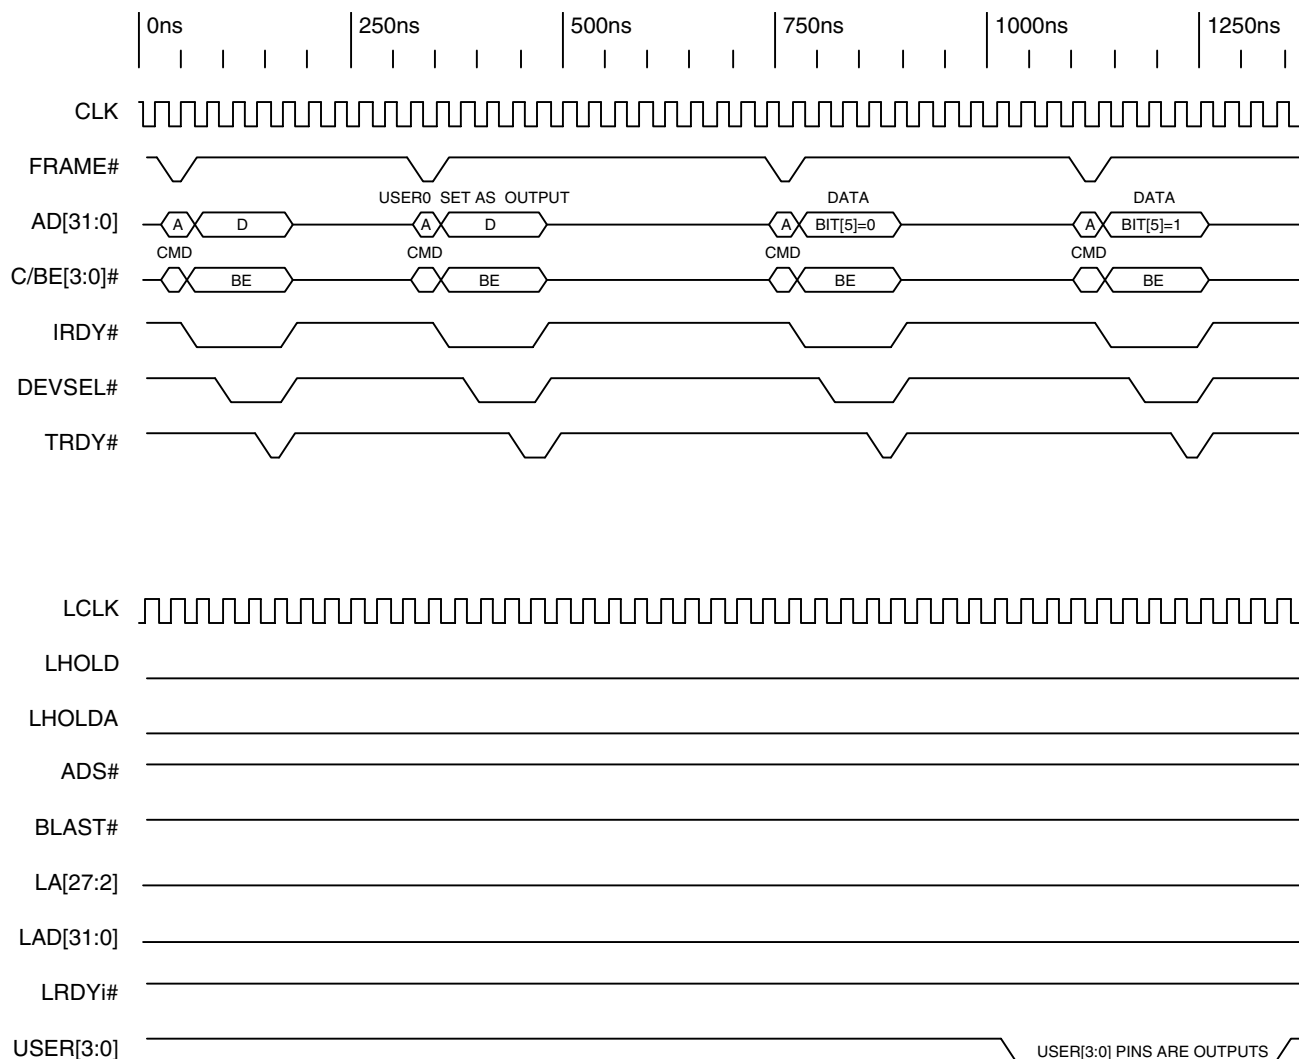 0ns 250ns 500ns 750ns 1000ns 1250ns
CLK
FRAME#
USER0 SET AS OUTPUT DATA DATA
AD[31:0] A D A D A BIT[5]=0 A BIT[5]=1
CMD CMD CMD CMD
C/BE[3:0]# BE BE BE BE
IRDY#
DEVSEL#
TRDY#
LCLK
LHOLD
LHOLDA
ADS#
BLAST#
LA[27:2]
LAD[31:0]
LRDYi#
USER[3:0] USER[3:0] PINS ARE OUTPUTS